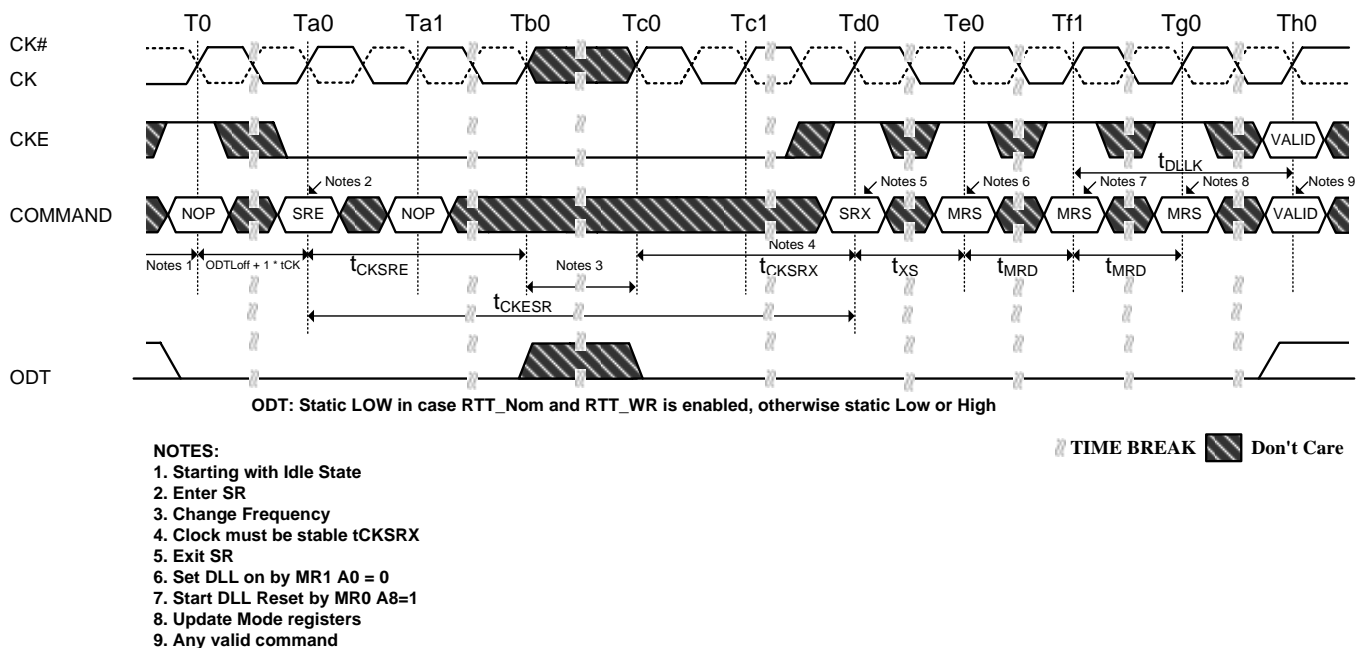 T0 Ta0 Ta1 Tb0 Tc0 Tc1 Td0 Te0 Tf1 Tg0 Th0
CK#
CK
CKE
VALID
tDLLK
Notes 2 Notes 5 Notes 6 Notes 7 Notes 8 Notes 9
COMMAND
NOP SRE NOP SRX MRS MRS MRS VALID
Notes 1 ODTLoff + 1 * tCK tCKSRE Notes 3 Notes 4 tCKSRX tXS tMRD tMRD
tCKESR
ODT
ODT: Static LOW in case RTT_Nom and RTT_WR is enabled, otherwise static Low or High
TIME BREAK Don't Care
NOTES:
1. Starting with Idle State
2. Enter SR
3. Change Frequency
4. Clock must be stable tCKSRX
5. Exit SR
6. Set DLL on by MR1 A0 = 0
7. Start DLL Reset by MR0 A8=1
8. Update Mode registers
9. Any valid command